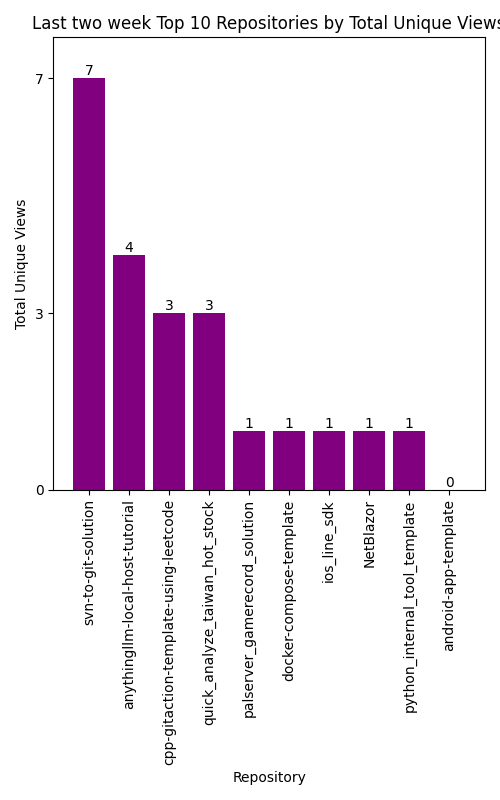 Last two week Top 10 Repositories by Total Unique Views
7
4
3
3
1
1
1
1
1
0
7
3
0
Total Unique Views
svn-to-git-solution
anythingllm-local-host-tutorial
cpp-gitaction-template-using-leetcode
quick_analyze_taiwan_hot_stock
palserver_gamerecord_solution
docker-compose-template
ios_line_sdk
NetBlazor
python_internal_tool_template
android-app-template
Repository